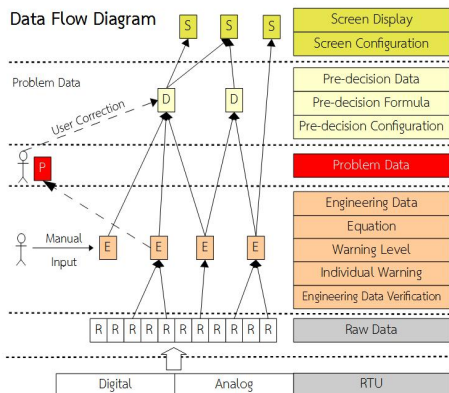 Data Flow Diagram
S S S
Screen Display
Screen Configuration
Problem Data
D D
Pre-decision Data
Pre-decision Formula
Pre-decision Configuration
User Correction
P
Problem Data
Engineering Data
Equation
Warning Level
Individual Warning
Engineering Data Verification
Manual
Input
E E E E
R R R R R R R R R R R
Raw Data
Digital Analog RTU